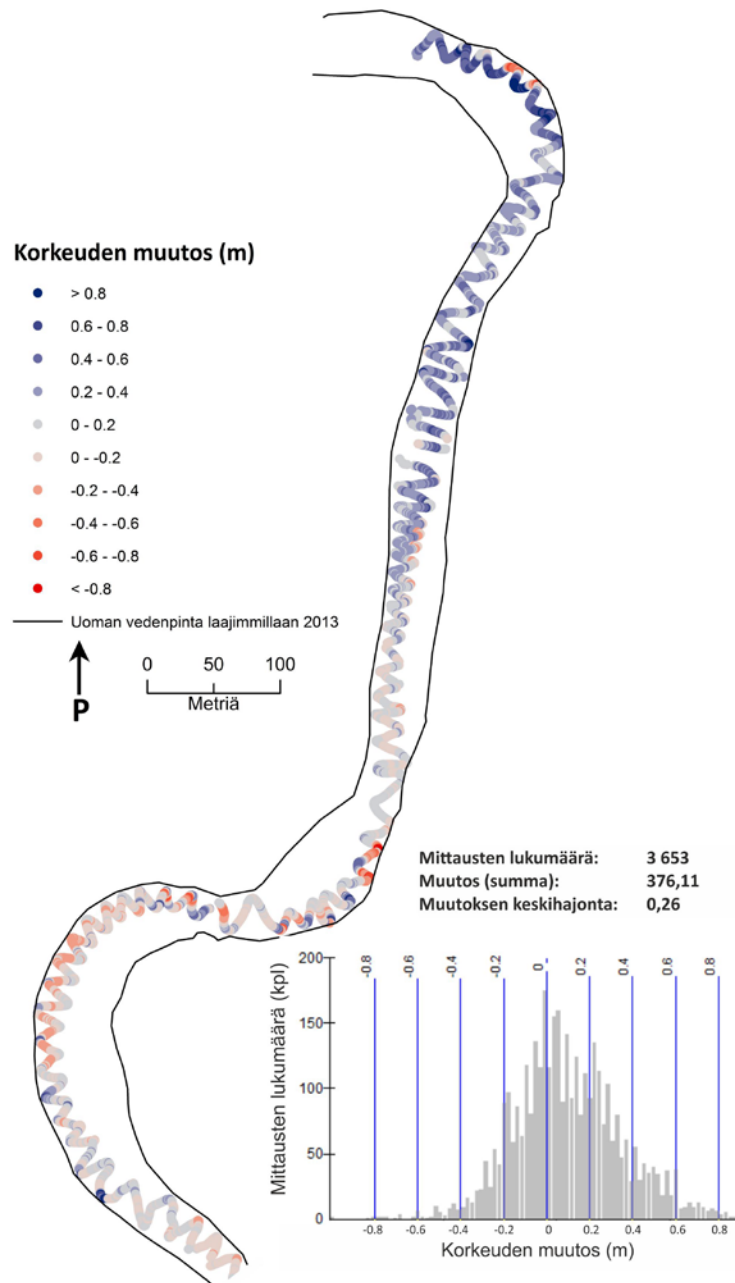 Korkeuden muutos (m)
> 0.8
0.6 - 0.8
0.4 - 0.6
0.2 - 0.4
0 - 0.2
0 - -0.2
-0.2 - -0.4
-0.4 - -0.6
-0.6 - -0.8
< -0.8
Uoman vedenpinta laajimmillaan 2013
P
0 50 100
Metriä
Mittausten lukumäärä: 3 653
Muutos (summa): 376,11
Muutoksen keskihajonta: 0,26
Mittausten lukumäärä (kpl)
200
150
100
50
0
-0.8 -0.6 -0.4 -0.2 0 0.2 0.4 0.6 0.8
-0.8 -0.6 -0.4 -0.2 0 0.2 0.4 0.6 0.8
Korkeuden muutos (m)